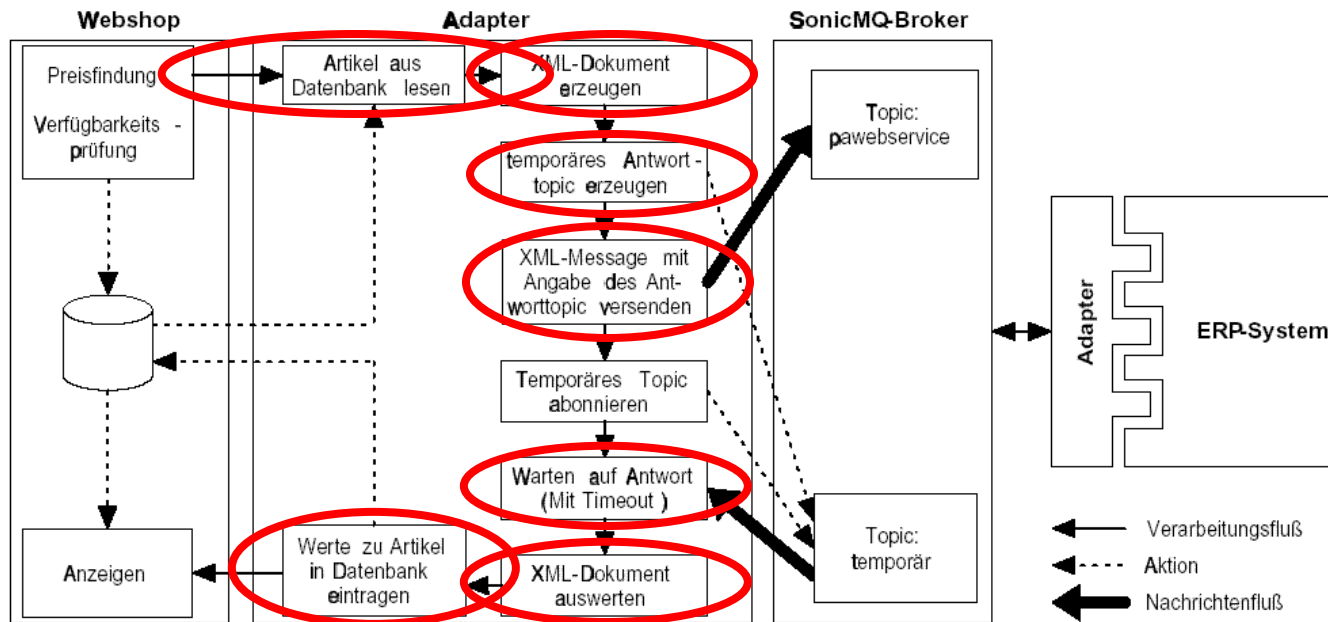 Webshop
Adapter
SonicMQ-Broker
Preisfindung
Verfügbarkeits -
prüfung
Artikel aus
Datenbank lesen
XML-Dokument
erzeugen
temporäres Antwort -
topic erzeugen
XML-Message mit
Angabe des Ant-
worttopic versenden
Temporäres Topic
abonnieren
Warten auf Antwort
(Mit Timeout )
XML-Dokument
auswerten
Werte zu Artikel
in Datenbank
eintragen
Anzeigen
Topic:
pawebservice
Topic:
temporär
Adapter
ERP-System
Verarbeitungsfluß
Aktion
Nachrichtenfluß